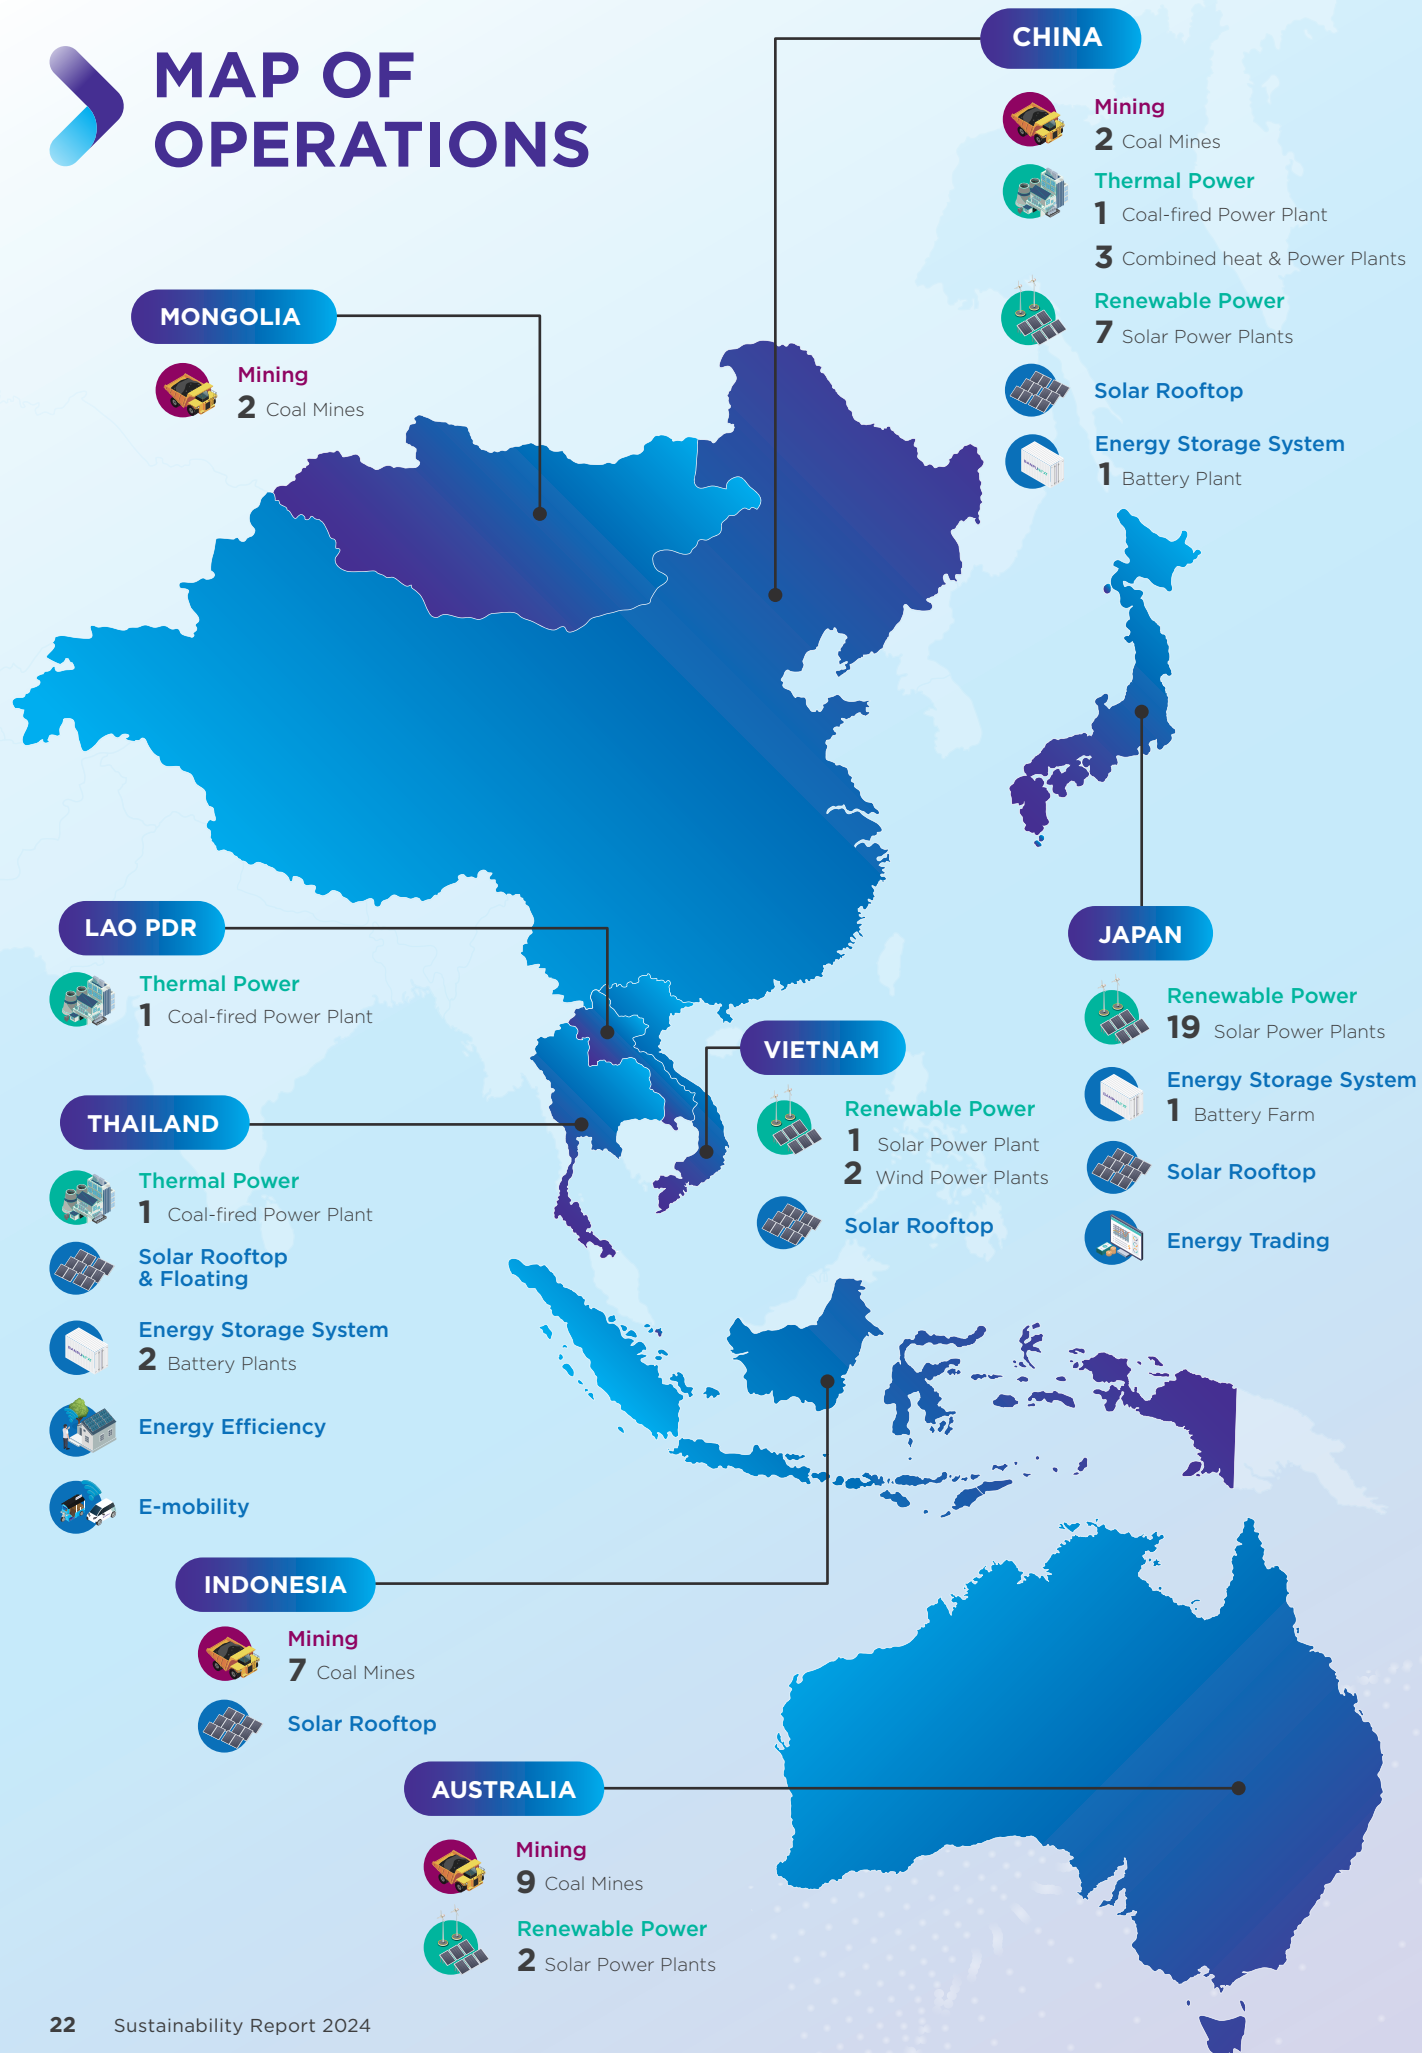 MAP OF
OPERATIONS
CHINA
Mining
2 Coal Mines
Thermal Power
1 Coal-fired Power Plant
3 Combined heat & Power Plants
Renewable Power
7 Solar Power Plants
Solar Rooftop
Energy Storage System
1 Battery Plant
MONGOLIA
Mining
2 Coal Mines
LAO PDR
Thermal Power
1 Coal-fired Power Plant
JAPAN
Renewable Power
19 Solar Power Plants
Energy Storage System
1 Battery Farm
Solar Rooftop
Energy Trading
VIETNAM
Renewable Power
1 Solar Power Plant
2 Wind Power Plants
Solar Rooftop
THAILAND
Thermal Power
1 Coal-fired Power Plant
Solar Rooftop
& Floating
Energy Storage System
2 Battery Plants
Energy Efficiency
E-mobility
INDONESIA
Mining
7 Coal Mines
Solar Rooftop
AUSTRALIA
Mining
9 Coal Mines
Renewable Power
2 Solar Power Plants
22 Sustainability Report 2024